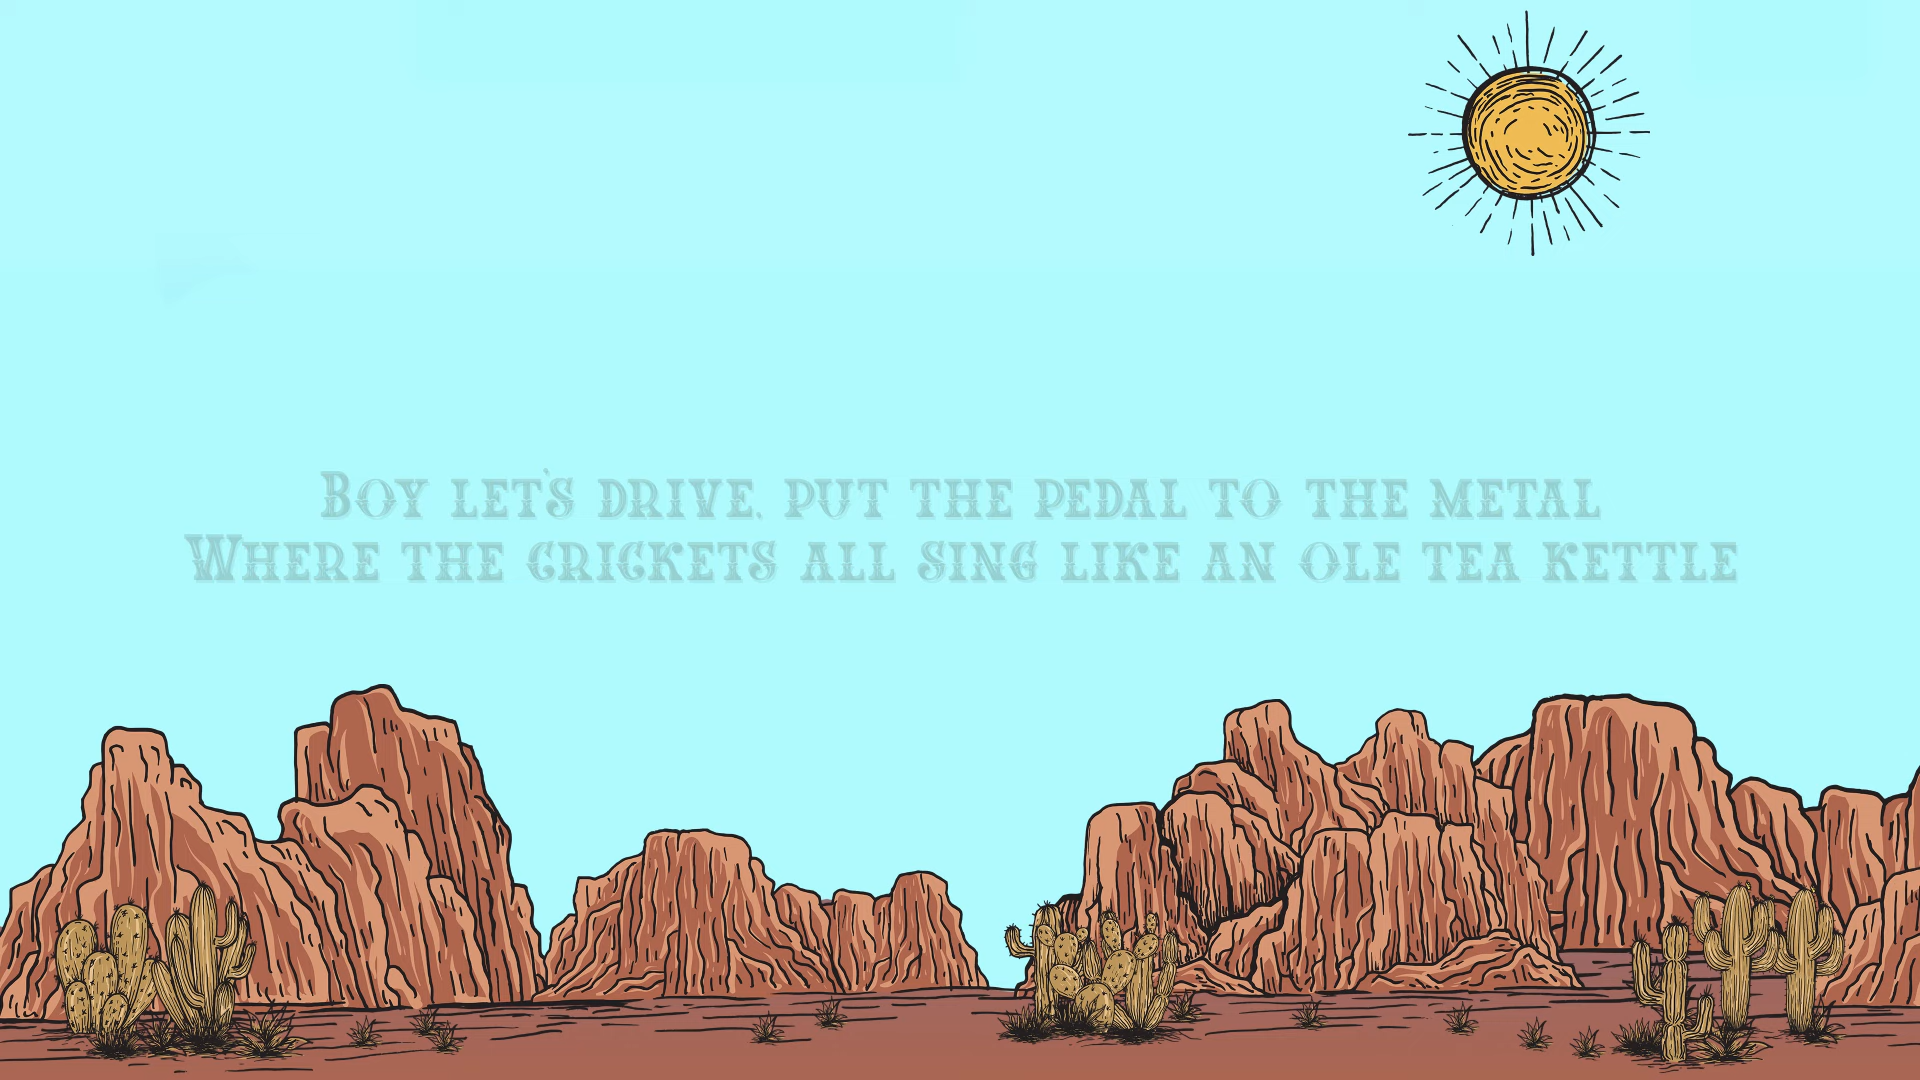 Boy let's drive, put the pedal to the metal
Where the crickets all sing like an ole tea kettle